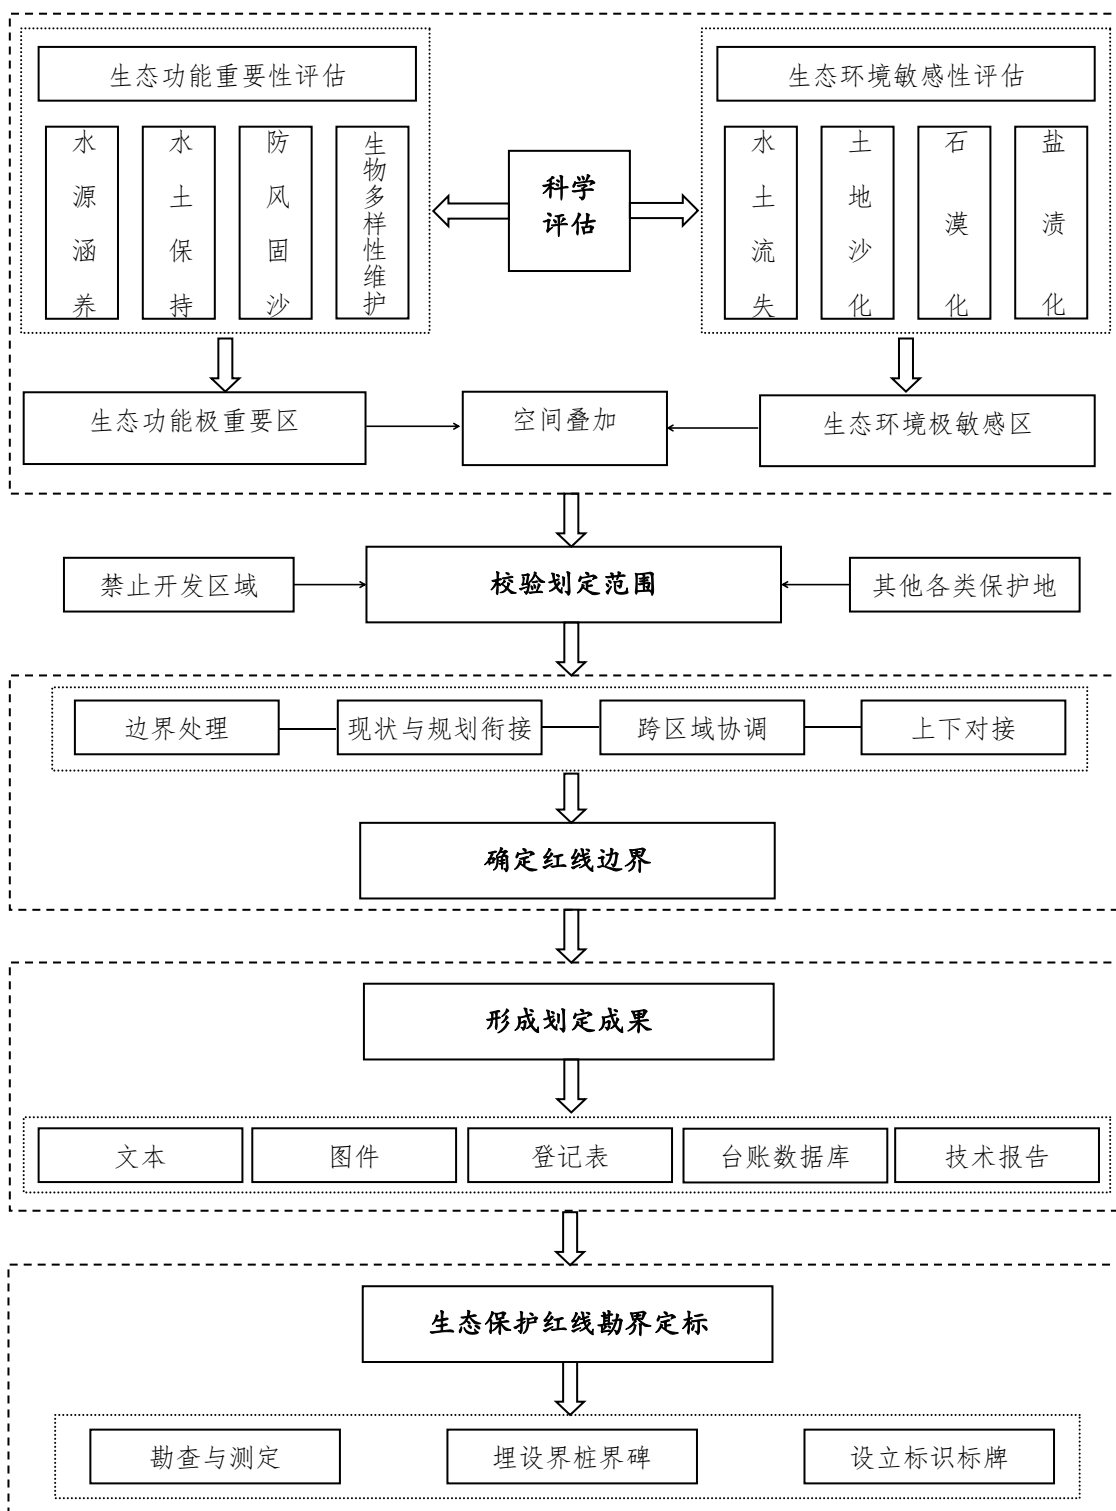 生态功能重要性评估
水源涵养
水土保持
防风固沙
生物多样性维护
科学
评估
生态环境敏感性评估
水土流失
土地沙化
石漠化
盐渍化
生态功能极重要区
空间叠加
生态环境极敏感区
禁止开发区域
校验划定范围
其他各类保护地
边界处理
现状与规划衔接
跨区域协调
上下对接
确定红线边界
形成划定成果
文本
图件
登记表
台账数据库
技术报告
生态保护红线勘界定标
勘查与测定
埋设界桩界碑
设立标识标牌